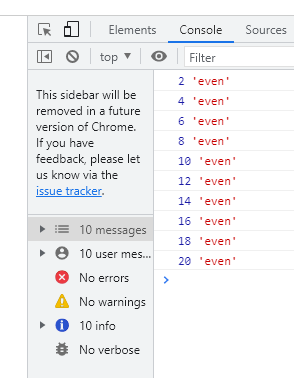 Elements Console Sources
top ▼ Filter
This sidebar will be
removed in a future
version of Chrome.
If you have
feedback, please let
us know via the
issue tracker.
10 messages
10 user mes...
No errors
No warnings
10 info
No verbose
2 'even'
4 'even'
6 'even'
8 'even'
10 'even'
12 'even'
14 'even'
16 'even'
18 'even'
20 'even'
>